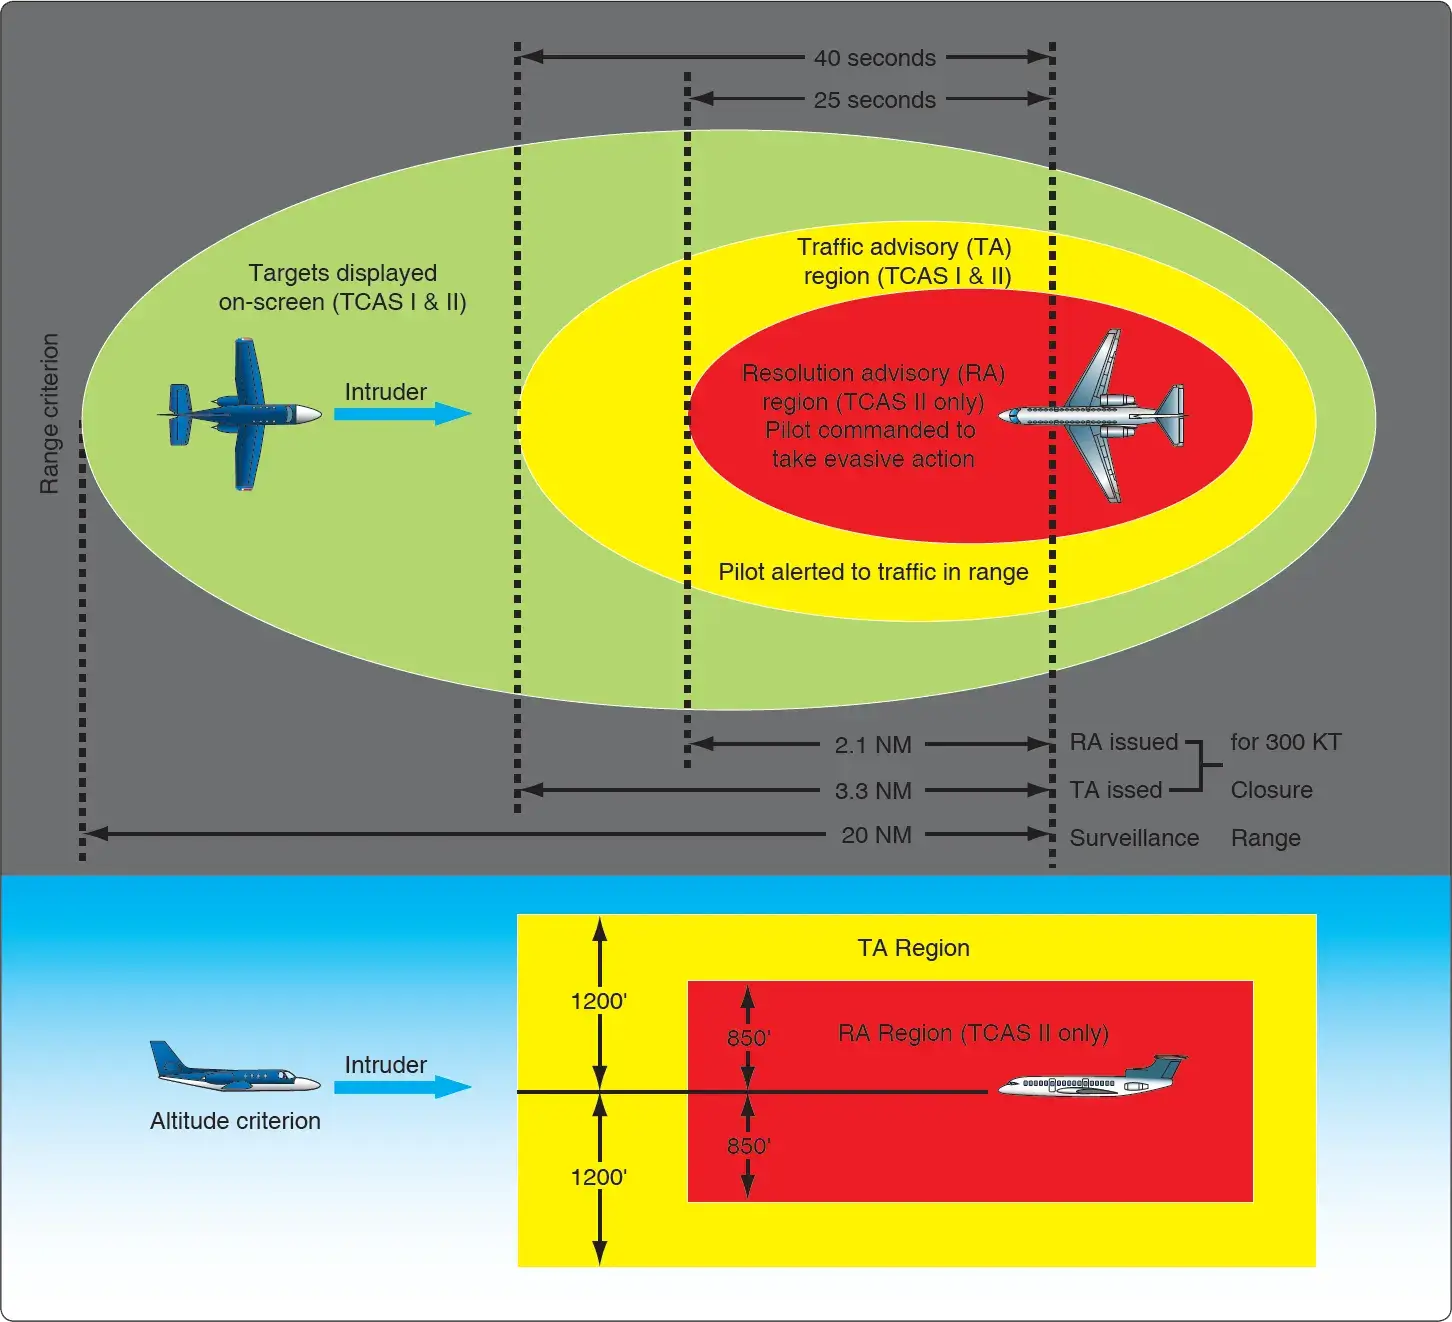 40 seconds
25 seconds
Traffic advisory (TA)
region (TCAS I & II)
Targets displayed
on-screen (TCAS I & II)
Range criterion
Intruder
Resolution advisory (RA)
region (TCAS II only)
Pilot commanded to
take evasive action
Pilot alerted to traffic in range
2.1 NM
RA issued
for 300 KT
3.3 NM
TA issed
Closure
20 NM
Surveillance
Range
TA Region
1200'
850'
RA Region (TCAS II only)
Intruder
Altitude criterion
850'
1200'